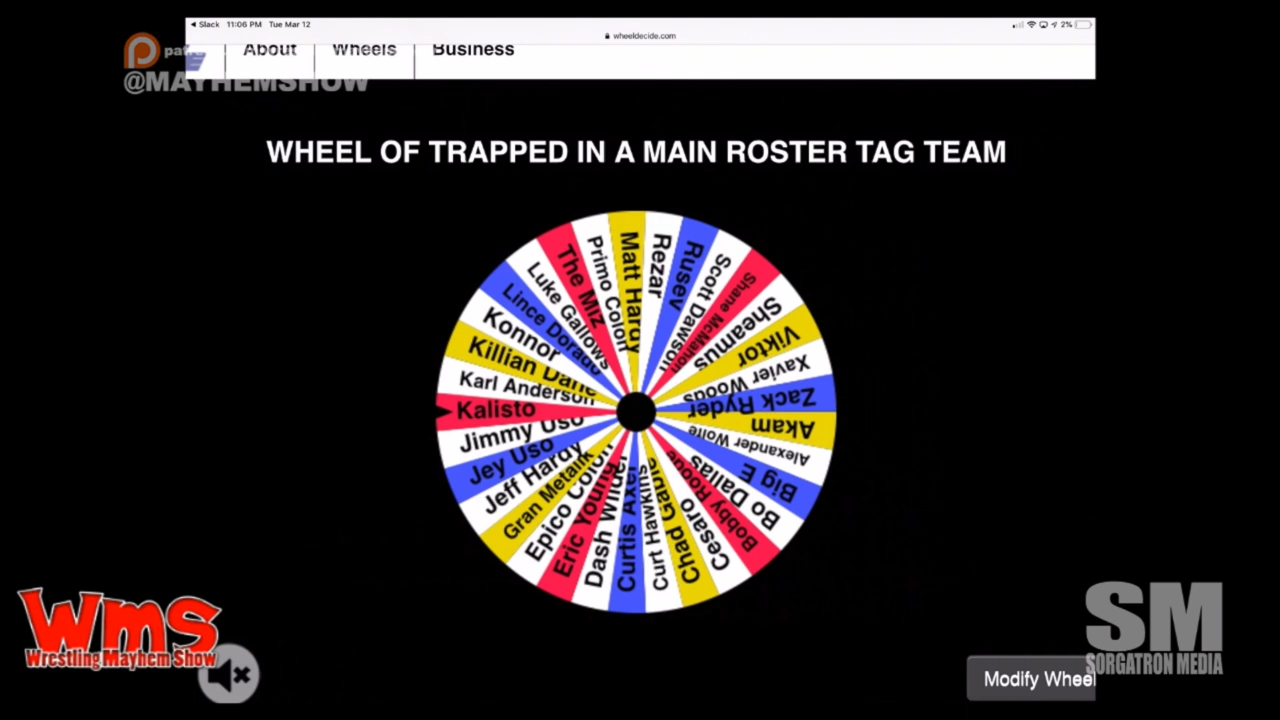 Slack 11:06 PM Tue Mar 12
2%
wheeldecide.com
About Wheels Business
@MAYHEMSHOW
WHEEL OF TRAPPED IN A MAIN ROSTER TAG TEAM
Matt Hardy
Rezar
Rusev
Scott Dawson
Shane McMahon
Sheamus
Viktor
Xavier Woods
Zack Ryder
Akam
Alexander Wolfe
Big E
Bo Dallas
Bobby Roode
Cesaro
Chad Gable
Curt Hawkins
Curtis Axel
Dash Wilder
Eric Young
Epico Colon
Gran Metalik
Jeff Hardy
Jey Uso
Jimmy Uso
Kalisto
Karl Anderson
Killian Dane
Konnor
Lince Dorado
Luke Gallows
The Miz
Primo Colon
WMS
Wrestling Mayhem Show
SM
SORGATRON MEDIA
Modify Wheel